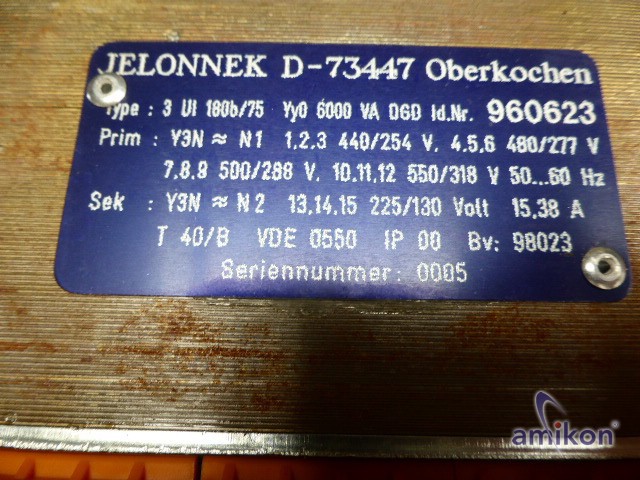 JELONNEK D-73447 Oberkochen
Type : 3 UI 180b/75 Yy0 6000 VA DGD Id.Nr. 960623
Prim : Y3N ≈ N1 1,2,3 440/254 V, 4,5,6 480/277 V
7,8,9 500/288 V, 10,11,12 550/318 V 50...60 Hz
Sek : Y3N ≈ N2 13,14,15 225/130 Volt 15,38 A
T 40/B VDE 0550 IP 00 Bv: 98023
Seriennummer: 0005
amikon